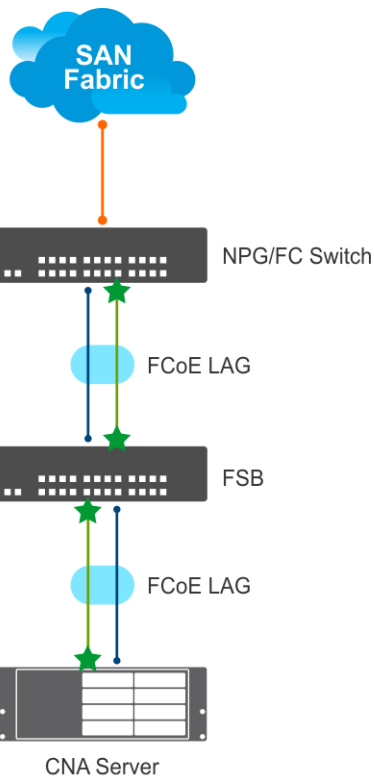 SAN
Fabric
NPG/FC Switch
FCoE LAG
FSB
FCoE LAG
CNA Server